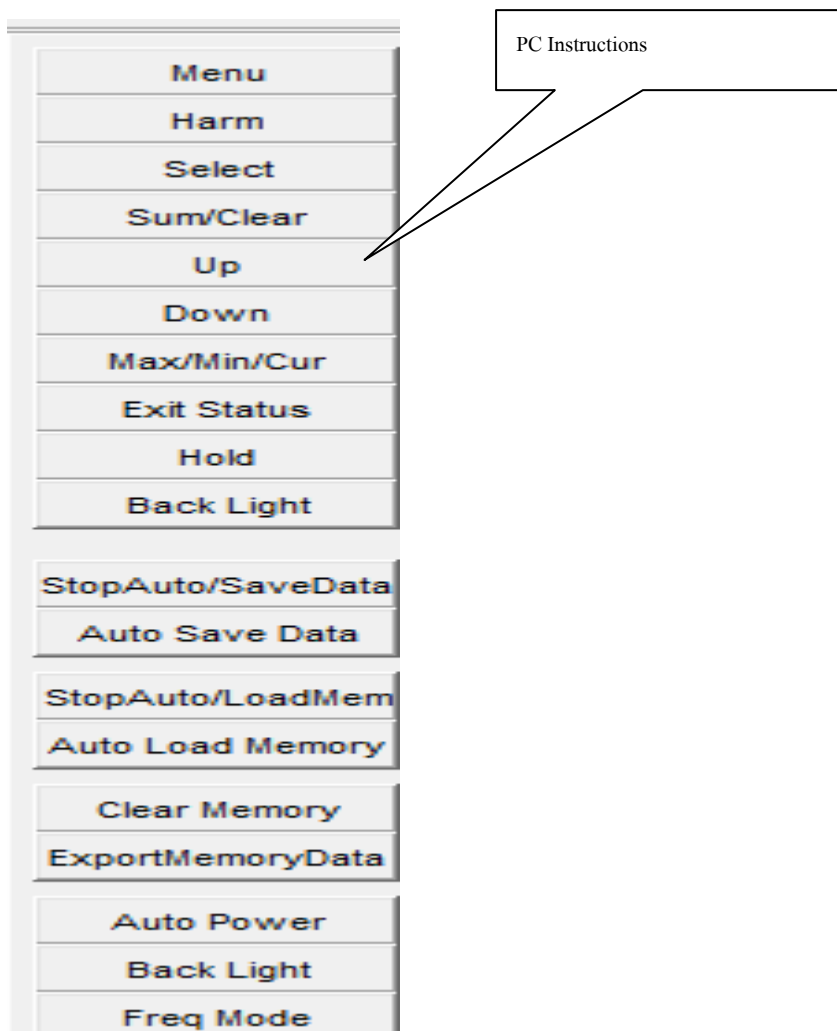 PC Instructions
Menu
Harm
Select
Sum/Clear
Up
Down
Max/Min/Cur
Exit Status
Hold
Back Light
StopAuto/SaveData
Auto Save Data
StopAuto/LoadMem
Auto Load Memory
Clear Memory
ExportMemoryData
Auto Power
Back Light
Freq Mode